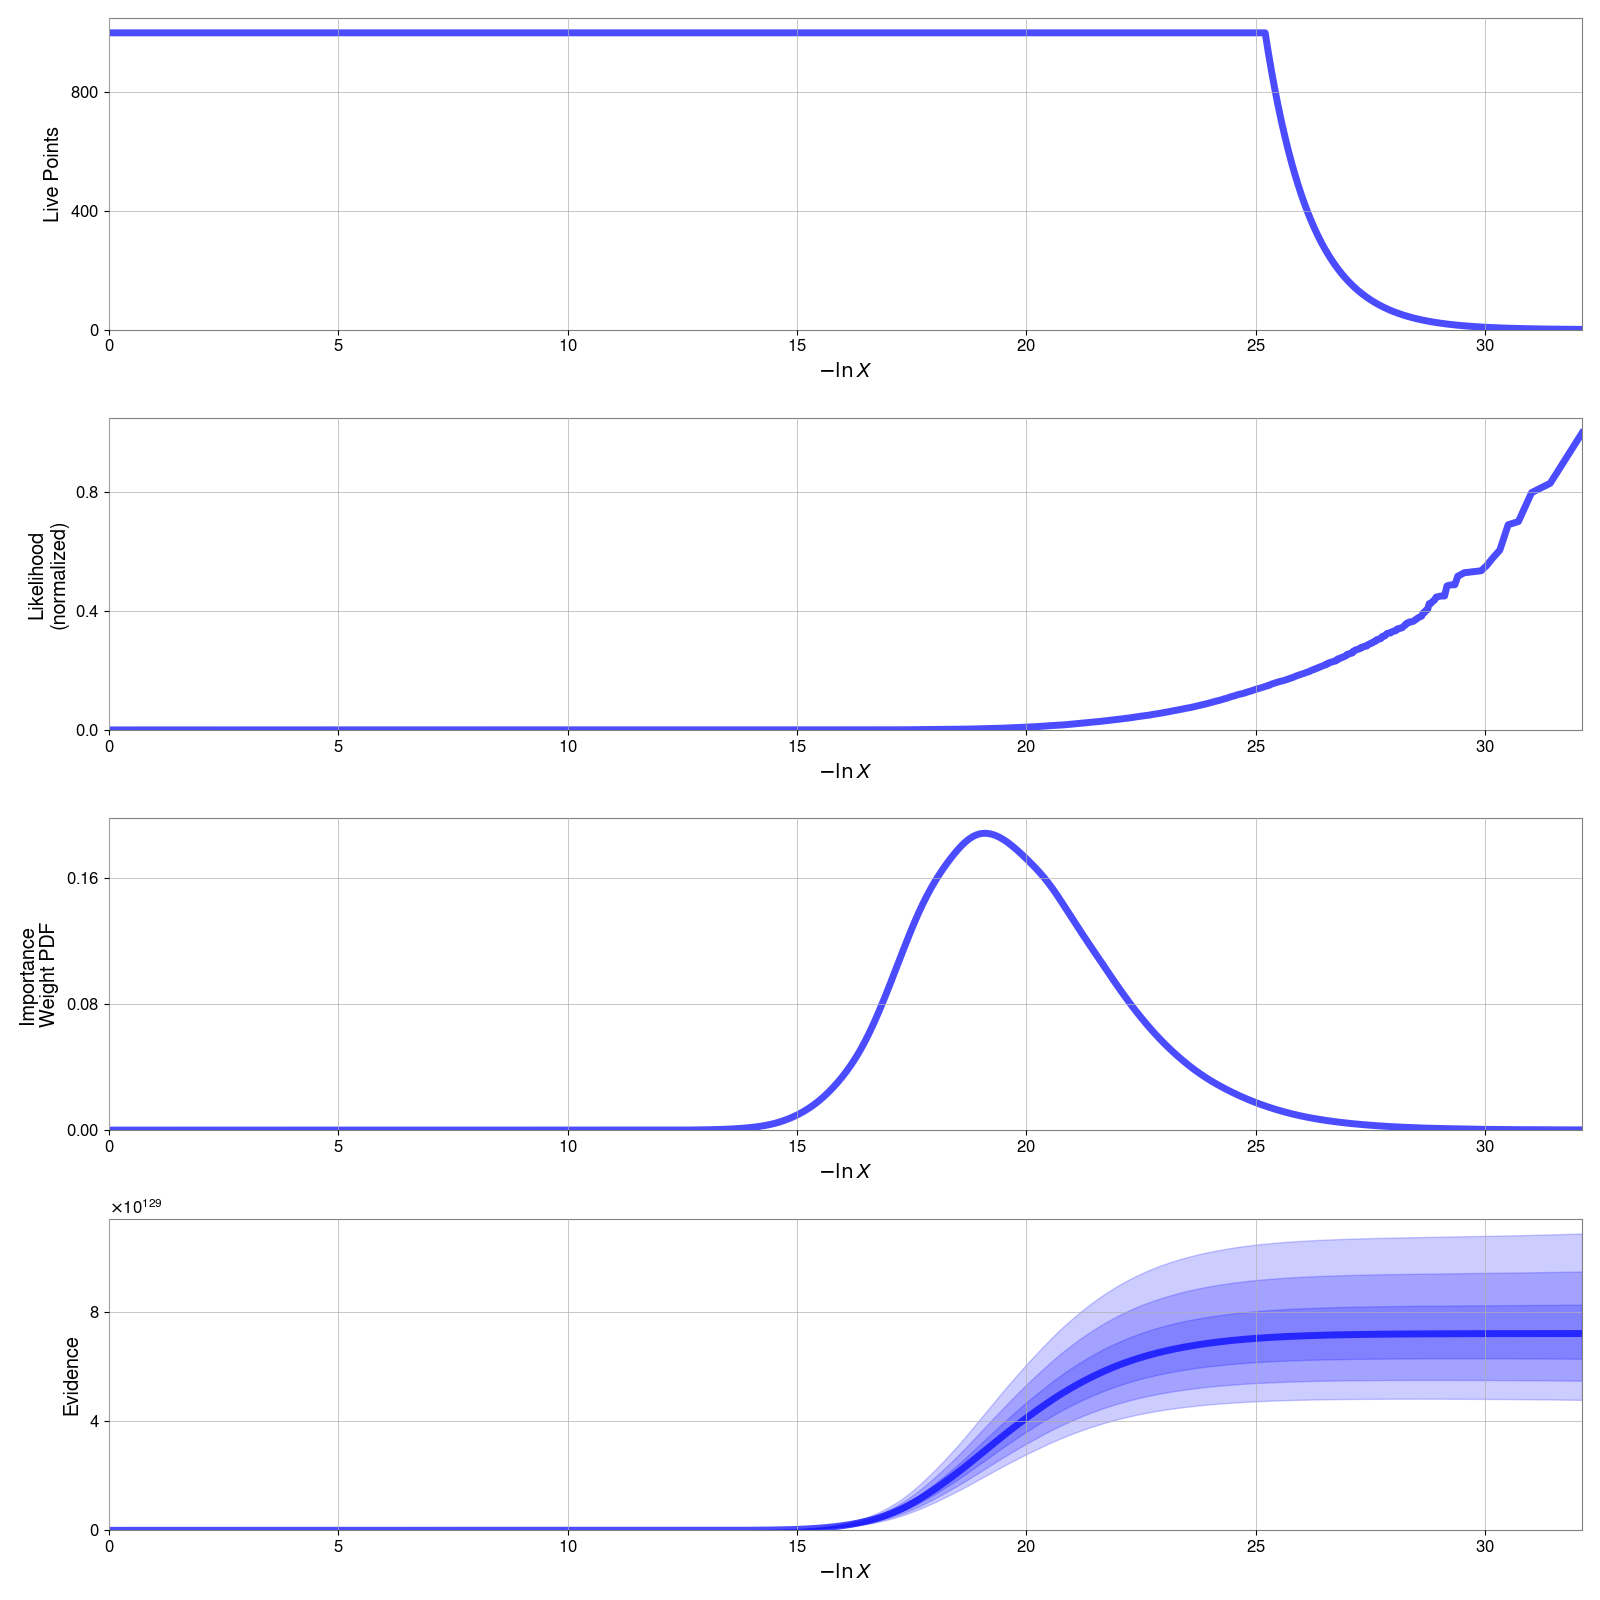 800
400
0
Live Points
0 5 10 15 20 25 30
−ln X
0.8
0.4
0.0
Likelihood
(normalized)
0 5 10 15 20 25 30
−ln X
0.16
0.08
0.00
Importance
Weight PDF
0 5 10 15 20 25 30
−ln X
×10¹²⁹
8
4
0
Evidence
0 5 10 15 20 25 30
−ln X